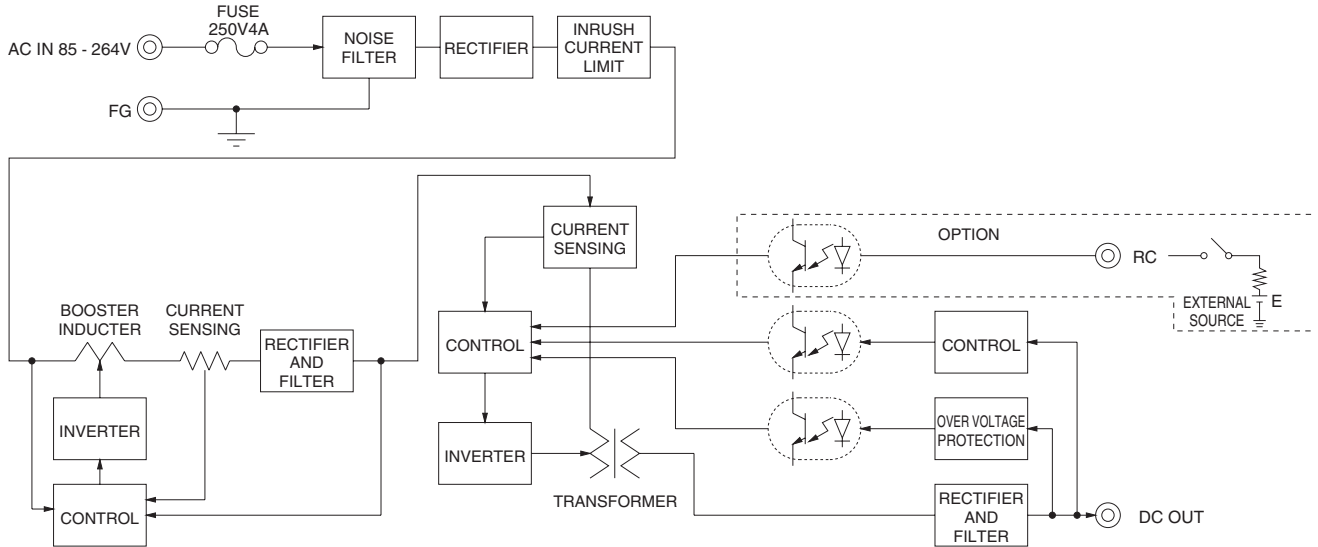 FUSE
250V4A
AC IN 85 - 264V
NOISE
FILTER
RECTIFIER
INRUSH
CURRENT
LIMIT
FG
CURRENT
SENSING
OPTION
RC
EXTERNAL
SOURCE
E
BOOSTER
INDUCTER
CURRENT
SENSING
RECTIFIER
AND
FILTER
CONTROL
CONTROL
INVERTER
INVERTER
OVER VOLTAGE
PROTECTION
TRANSFORMER
CONTROL
RECTIFIER
AND
FILTER
DC OUT